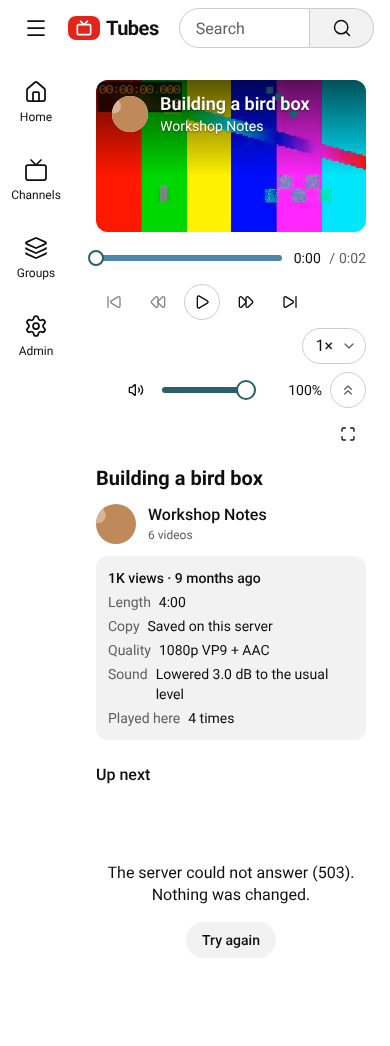 Tubes
Search
Home
Channels
Groups
Admin
00:00:00.000
Building a bird box
Workshop Notes
0:00 / 0:02
1×
100%
Building a bird box
Workshop Notes
6 videos
1K views · 9 months ago
Length 4:00
Copy Saved on this server
Quality 1080p VP9 + AAC
Sound Lowered 3.0 dB to the usual
level
Played here 4 times
Up next
The server could not answer (503).
Nothing was changed.
Try again